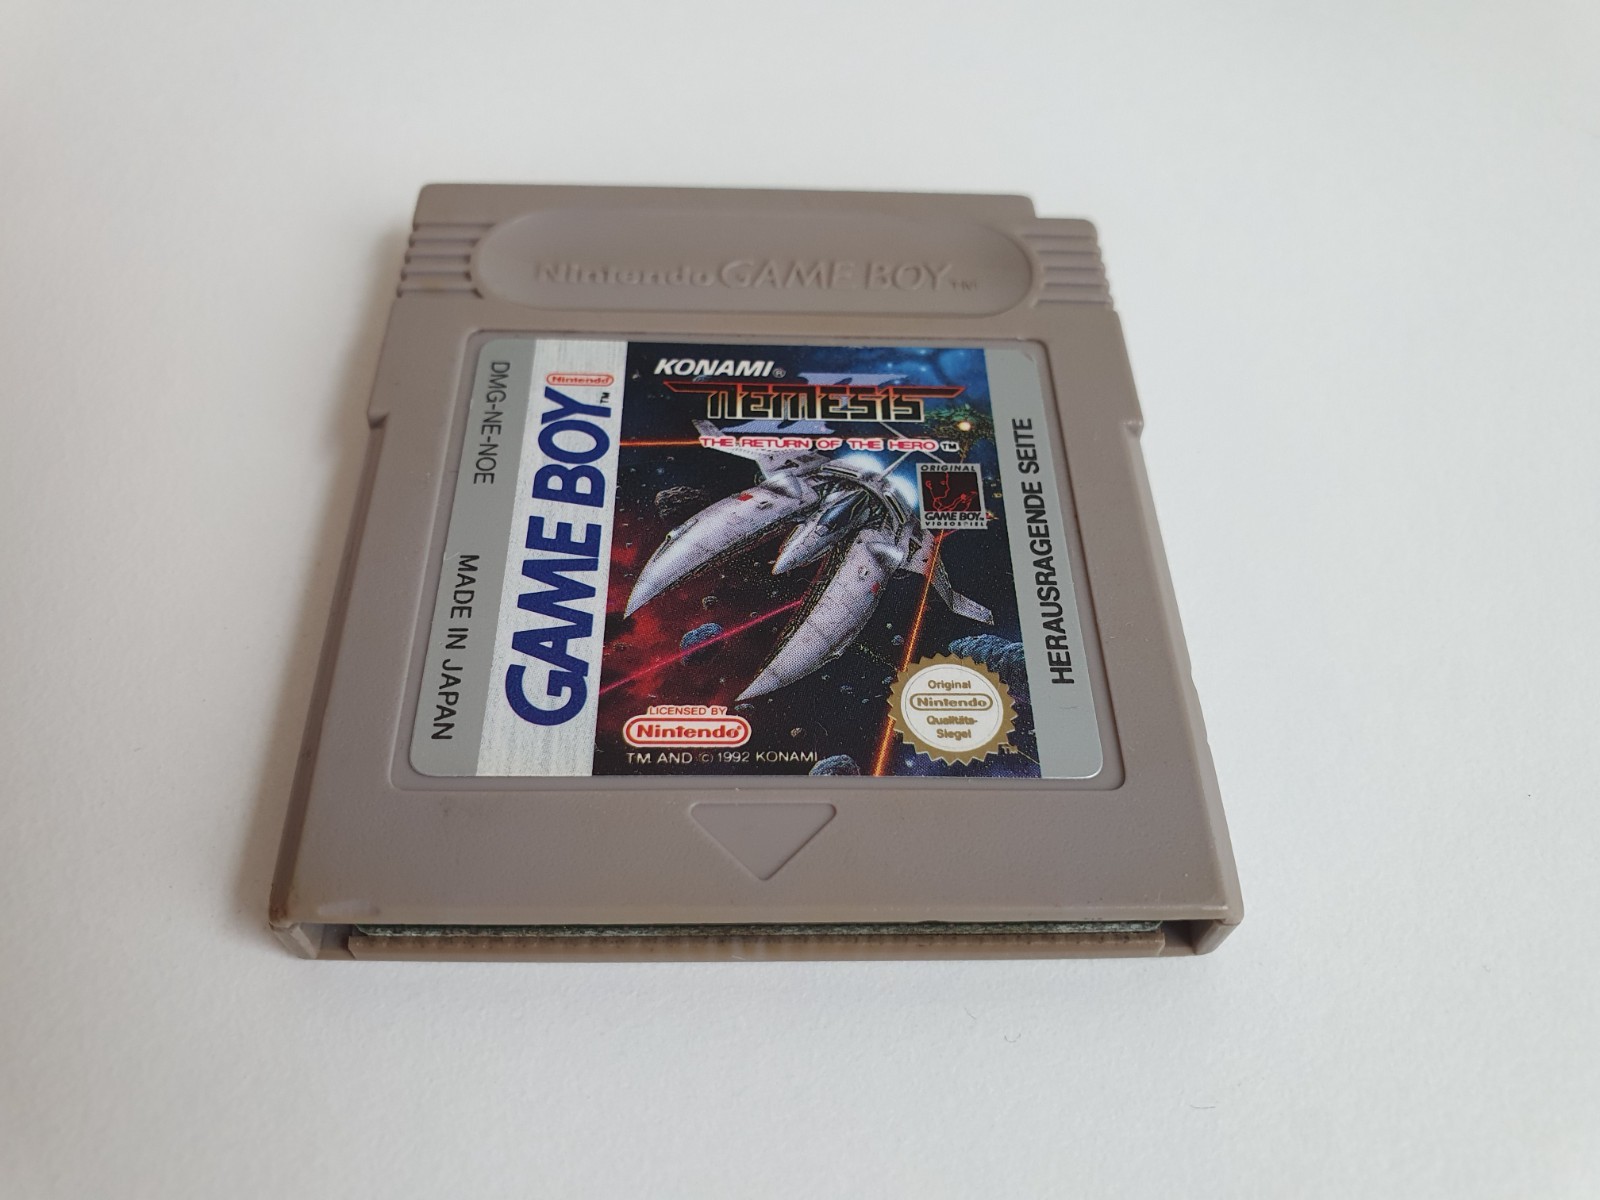 Nintendo GAME BOY TM
DMG-NE-NOE
MADE IN JAPAN
Nintendo
GAME BOY TM
KONAMI ®
NEMESIS II
THE RETURN OF THE HERO TM
ORIGINAL
GAME BOY
VIDEOSPIEL
HERAUSRAGENDE SEITE
LICENSED BY
Nintendo ®
TM AND © 1992 KONAMI
Original
Nintendo
Qualitäts-
Siegel
TM